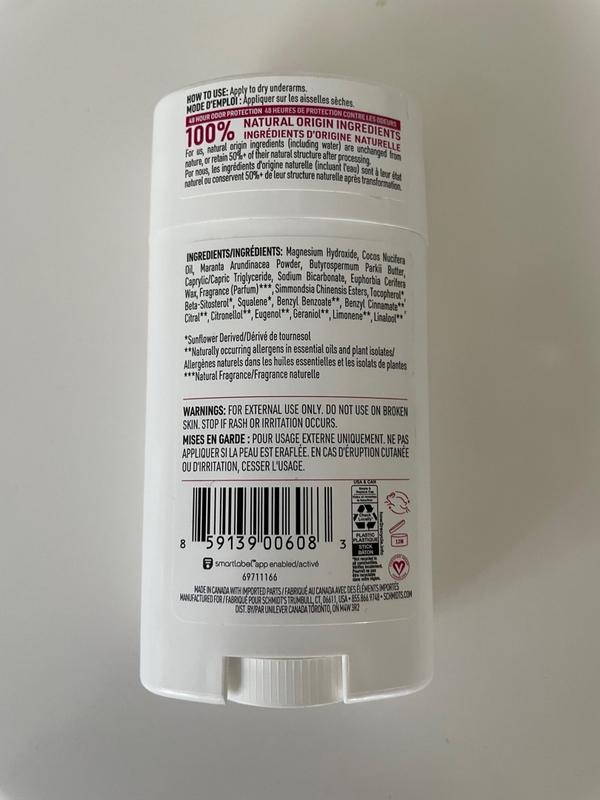 HOW TO USE: Apply to dry underarms.
MODE D'EMPLOI : Appliquer sur les aisselles sèches.
48 HOUR ODOR PROTECTION 48 HEURES DE PROTECTION CONTRE LES ODEURS
100% NATURAL ORIGIN INGREDIENTS
INGRÉDIENTS D'ORIGINE NATURELLE
For us, natural origin ingredients (including water) are unchanged from
nature, or retain 50%+ of their natural structure after processing.
Por nous, les ingrédients d'origine naturelle (incluant l'eau) sont à leur état
naturel ou conservent 50%+ de leur structure naturelle après transformation.
INGREDIENTS/INGRÉDIENTS: Magnesium Hydroxide, Cocos Nucifera
Oil, Maranta Arundinacea Powder, Butyrospermum Parkii Butter,
Caprylic/Capric Triglyceride, Sodium Bicarbonate, Euphorbia Cerifera
Wax, Fragrance (Parfum)***, Simmondsia Chinensis Esters, Tocopherol*,
Beta-Sitosterol*, Squalene*, Benzyl Benzoate**, Benzyl Cinnamate**
Citral**, Citronellol**, Eugenol**, Geraniol**, Limonene**, Linalool**
*Sunflower Derived/Dérivé de tournesol
**Naturally occurring allergens in essential oils and plant isolates/
Allergènes naturels dans les huiles essentielles et les isolats de plantes
***Natural Fragrance/Fragrance naturelle
WARNINGS: FOR EXTERNAL USE ONLY. DO NOT USE ON BROKEN
SKIN. STOP IF RASH OR IRRITATION OCCURS.
MISES EN GARDE : POUR USAGE EXTERNE UNIQUEMENT. NE PAS
APPLIQUER SI LA PEAU EST ERAFLÉE. EN CAS D'ÉRUPTION CUTANÉE
OU D'IRRITATION, CESSER L'USAGE.
USA & CAN
Check Locally*
PLASTIC
PLASTIQUE
STICK
BÂTON
how2recycle.info
12M
8 59139 00608 3
smartlabel app enabled/activé
69711166
MADE IN CANADA WITH IMPORTED PARTS / FABRIQUÉ AU CANADA AVEC DES ÉLÉMENTS IMPORTÉS
MANUFACTURED FOR / FABRIQUÉ POUR SCHMIDT'S TRUMBULL, CT, 06611, USA • 855.866.9748 • SCHMIDTS.COM
DIST. BY/PAR UNILEVER CANADA TORONTO, ON M4W 3R2